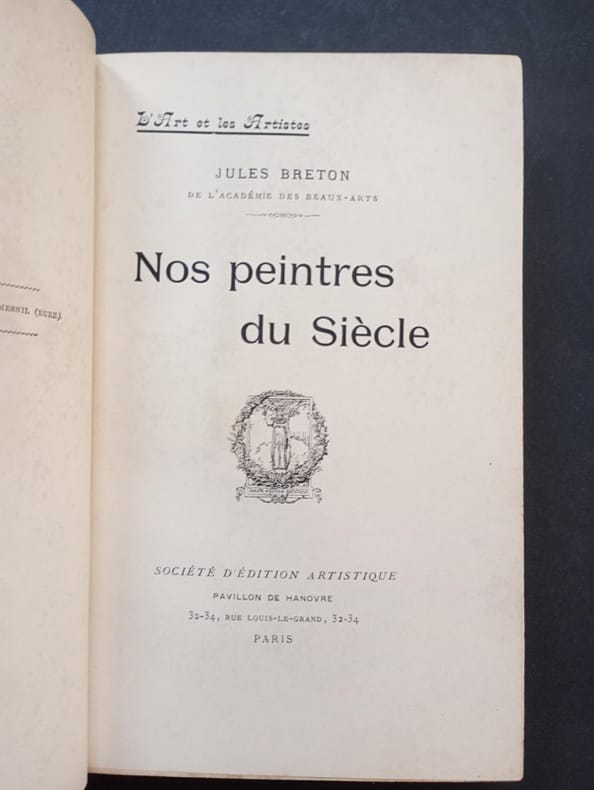 MESNIL (EURE).
L'Art et les Artistes
JULES BRETON
DE L'ACADÉMIE DES BEAUX-ARTS
Nos peintres
du Siècle
SOCIÉTÉ D'ÉDITION ARTISTIQUE
PAVILLON DE HANOVRE
32-34, RUE LOUIS-LE-GRAND, 32-34
PARIS